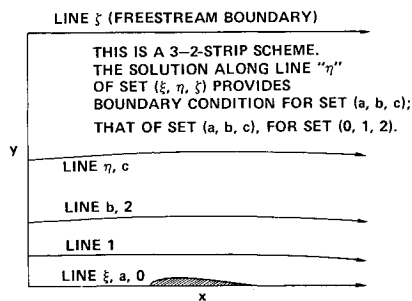 LINE ζ (FREESTREAM BOUNDARY)
THIS IS A 3–2–STRIP SCHEME.
THE SOLUTION ALONG LINE "η"
OF SET (ξ, η, ζ) PROVIDES
BOUNDARY CONDITION FOR SET (a, b, c);
THAT OF SET (a, b, c), FOR SET (0, 1, 2).
y
LINE η, c
LINE b, 2
LINE 1
LINE ξ, a, 0
x